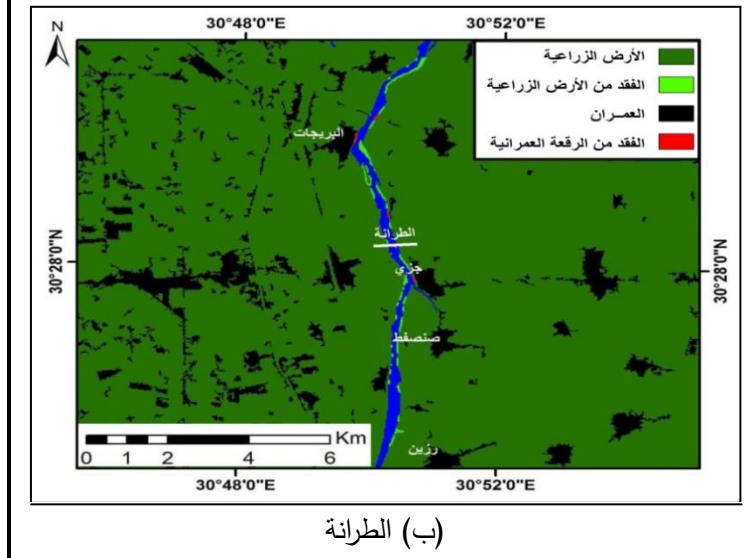 30°48'0"E 30°52'0"E
N
الأرض الزراعية
الفقد من الأرض الزراعية
العمــران
الفقد من الرقعة العمرانية
البريجات
الطرانة
جزي
30°28'0"N 30°28'0"N
صنصفط
رزين
Km
0 1 2 4 6
30°48'0"E 30°52'0"E
(ب) الطرانة